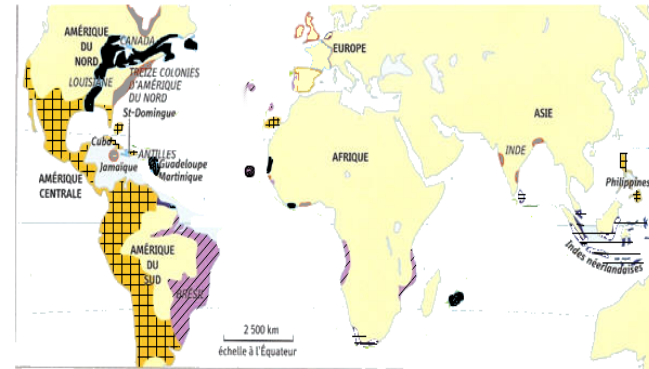 AMÉRIQUE
DU
NORD
CANADA
LOUISIANE
TREIZE COLONIES
D'AMÉRIQUE
DU NORD
St-Domingue
Cuba
ANTILLES
Jamaïque
Guadeloupe
Martinique
AMÉRIQUE
CENTRALE
AMÉRIQUE
DU
SUD
BRÉSIL
EUROPE
AFRIQUE
ASIE
INDE
Philippines
Indes néerlandaises
2 500 km
échelle à l'Équateur